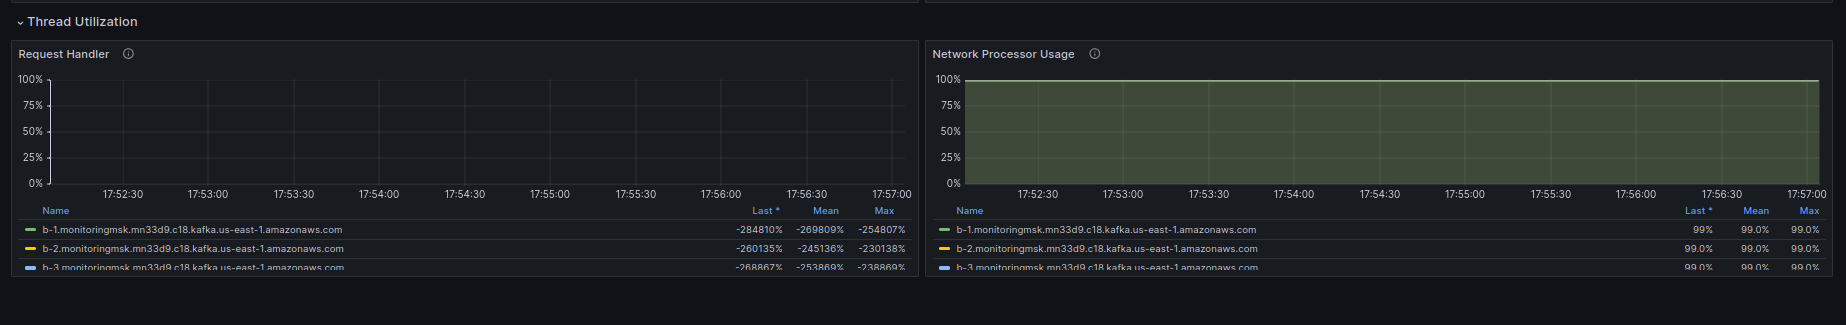 Thread Utilization
Request Handler
100%
75%
50%
25%
0%
17:52:30 17:53:00 17:53:30 17:54:00 17:54:30 17:55:00 17:55:30 17:56:00 17:56:30 17:57:00
Name Last * Mean Max
b-1.monitoringmsk.mn33d9.c18.kafka.us-east-1.amazonaws.com -284810% -269809% -254807%
b-2.monitoringmsk.mn33d9.c18.kafka.us-east-1.amazonaws.com -260135% -245136% -230138%
b-3.monitoringmsk.mn33d9.c18.kafka.us-east-1.amazonaws.com -268867% -253869% -238869%
Network Processor Usage
100%
75%
50%
25%
0%
17:52:30 17:53:00 17:53:30 17:54:00 17:54:30 17:55:00 17:55:30 17:56:00 17:56:30 17:57:00
Name Last * Mean Max
b-1.monitoringmsk.mn33d9.c18.kafka.us-east-1.amazonaws.com 99% 99.0% 99.0%
b-2.monitoringmsk.mn33d9.c18.kafka.us-east-1.amazonaws.com 99.0% 99.0% 99.0%
b-3.monitoringmsk.mn33d9.c18.kafka.us-east-1.amazonaws.com 99.0% 99.0% 99.0%